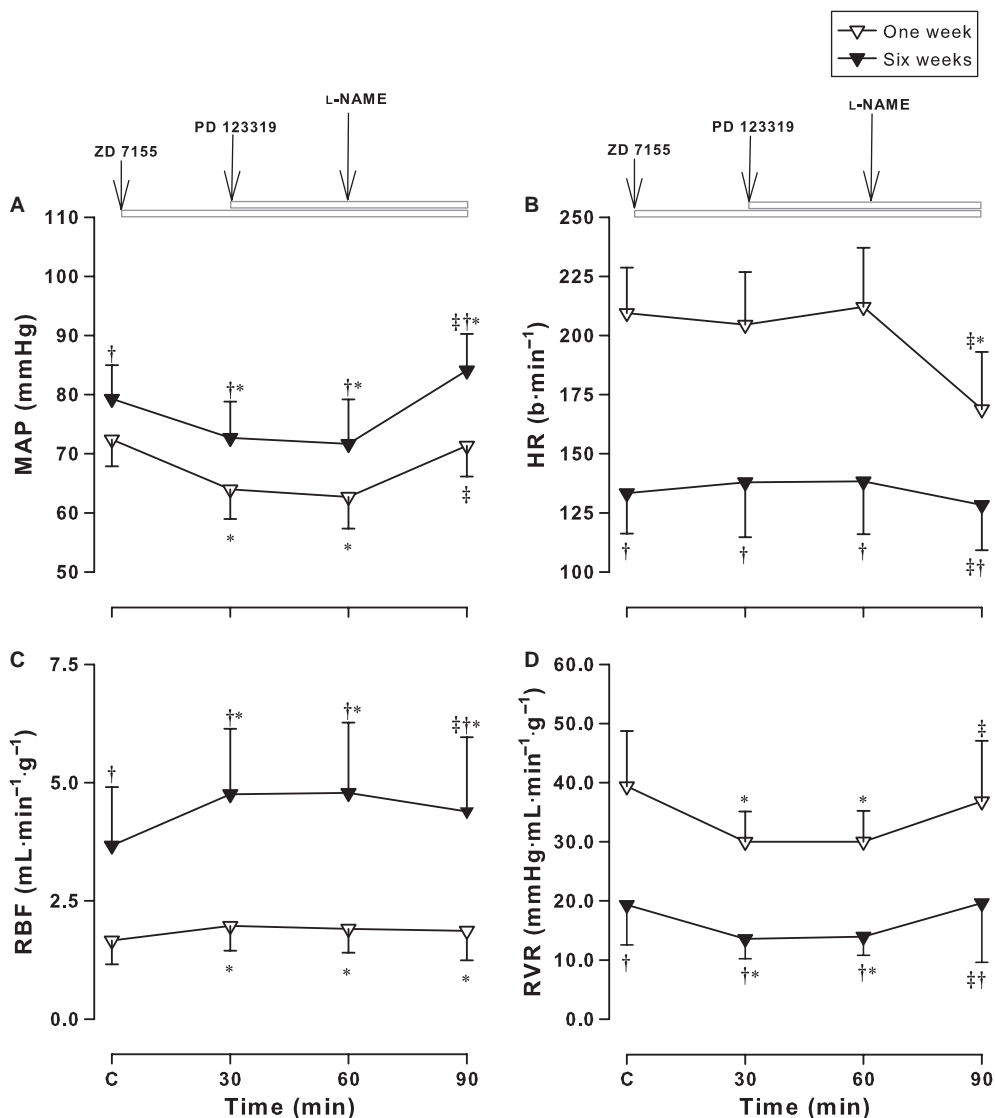 One week
Six weeks
L-NAME
PD 123319
ZD 7155
A
110
100
90
80
70
60
50
MAP (mmHg)
†
†*
†*
‡†*
*
*
‡
L-NAME
PD 123319
ZD 7155
B
250
225
200
175
150
125
100
HR (b·min⁻¹)
‡*
†
†
†
‡†
C
7.5
5.0
2.5
0.0
RBF (mL·min⁻¹·g⁻¹)
†
†*
†*
‡†*
*
*
*
C
30
60
90
Time (min)
D
60.0
50.0
40.0
30.0
20.0
10.0
0.0
RVR (mmHg·mL·min⁻¹·g⁻¹)
*
*
‡
†
†*
†*
‡†
C
30
60
90
Time (min)